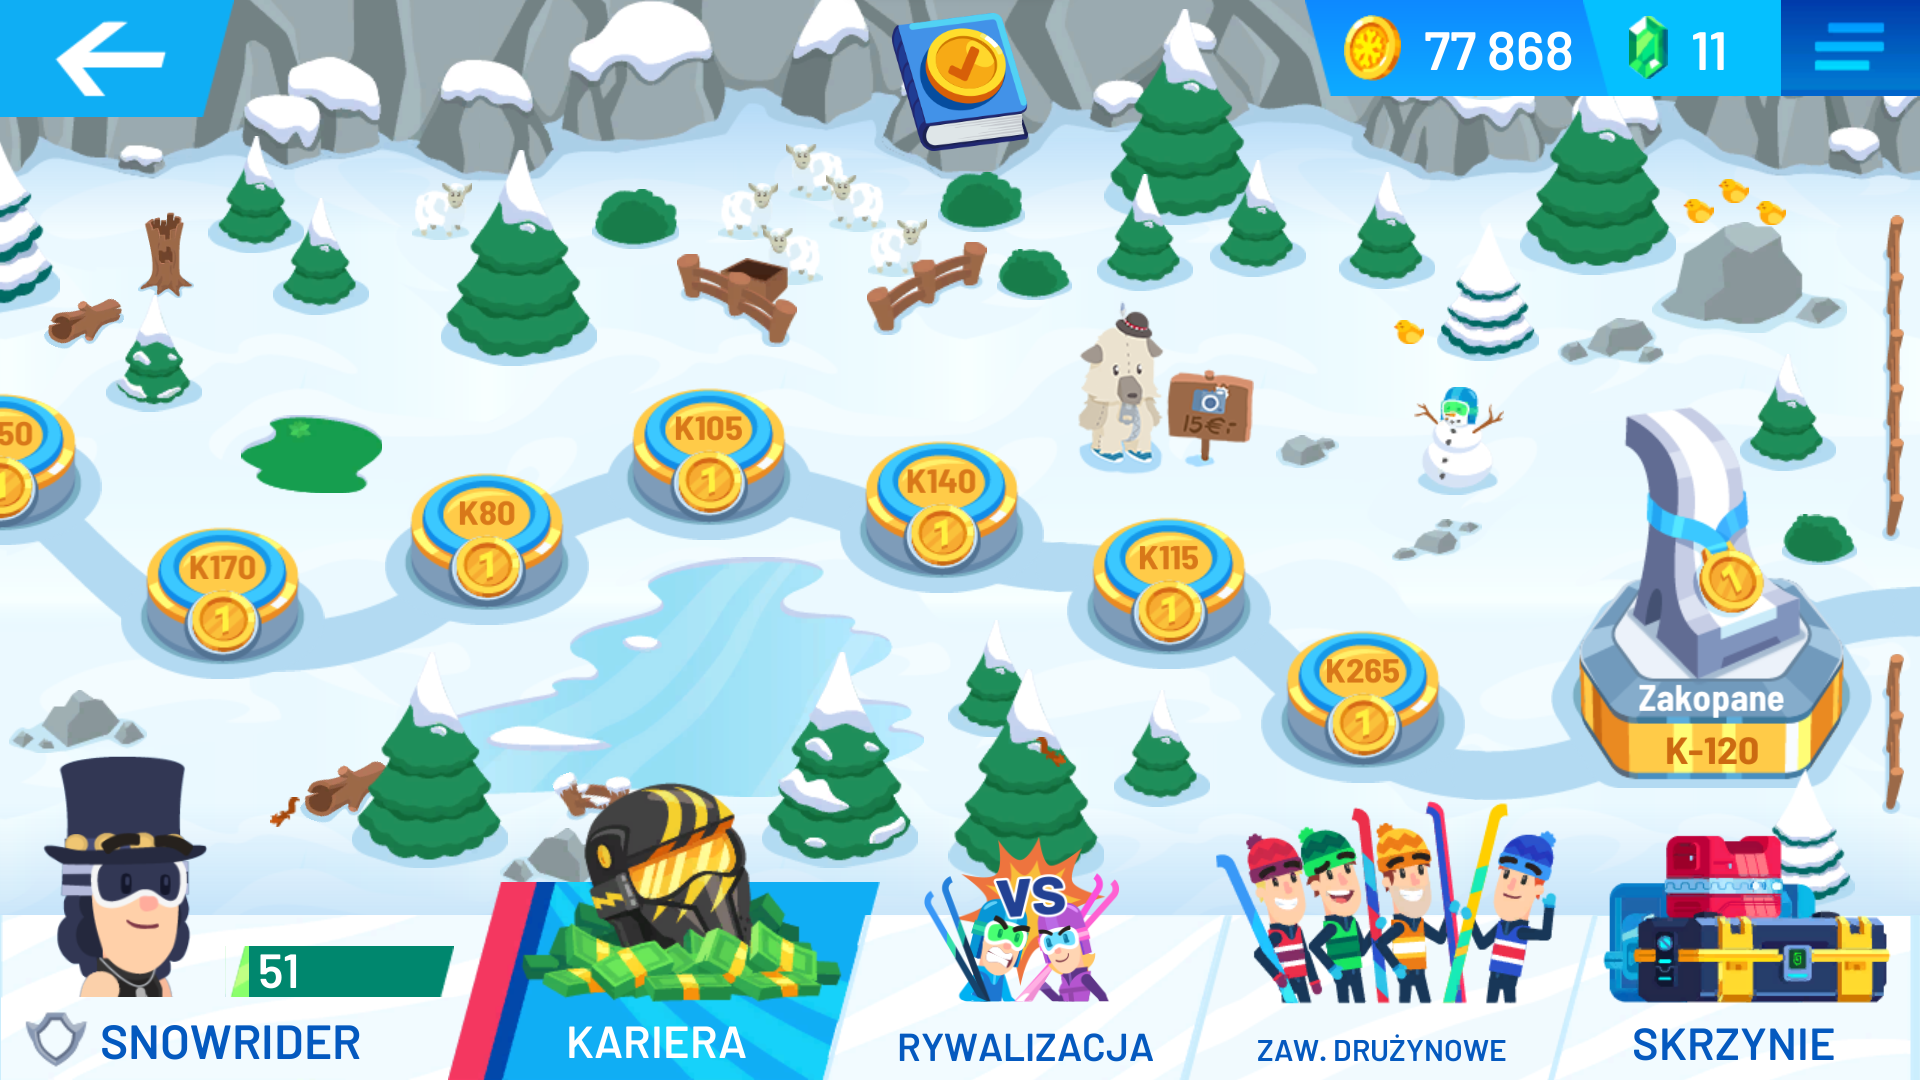 77 868
11
50
1
K170
1
K80
1
K105
1
K140
1
K115
1
K265
1
15€:-
1
Zakopane
K-120
VS
51
SNOWRIDER
KARIERA
RYWALIZACJA
ZAW. DRUŻYNOWE
SKRZYNIE